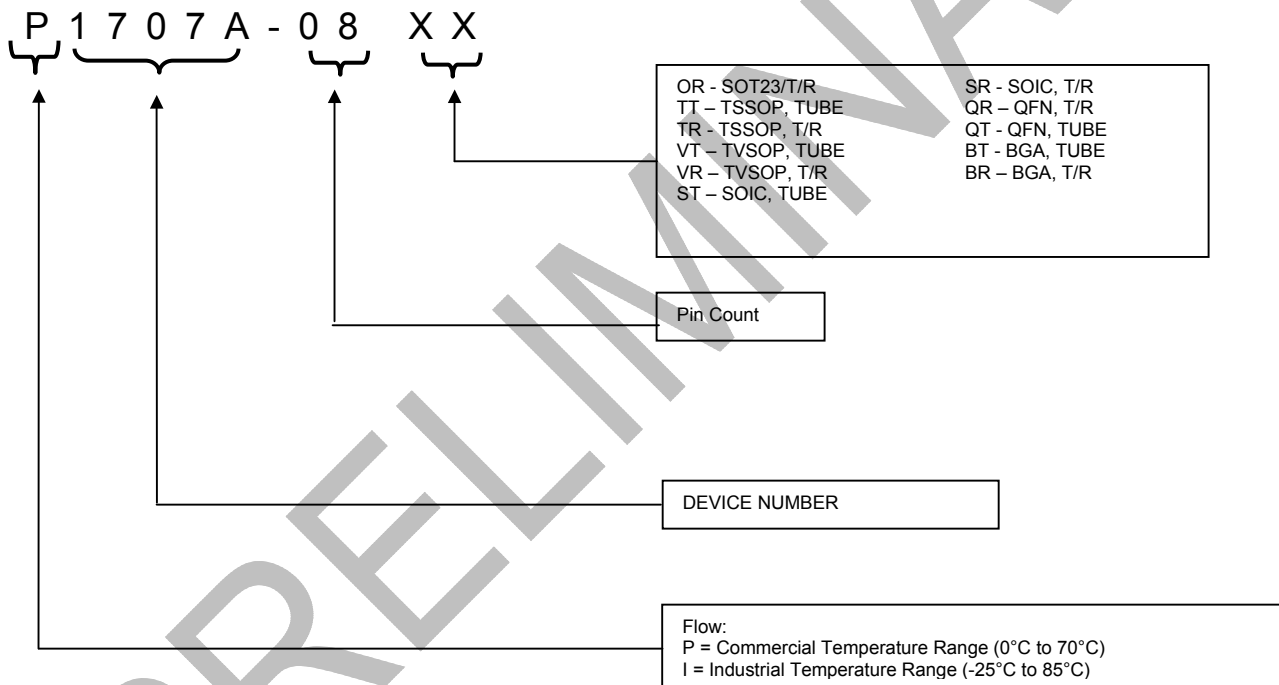 P 1 7 0 7 A - 0 8 X X
OR - SOT23/T/R
TT – TSSOP, TUBE
TR - TSSOP, T/R
VT – TVSOP, TUBE
VR – TVSOP, T/R
ST – SOIC, TUBE
SR - SOIC, T/R
QR – QFN, T/R
QT - QFN, TUBE
BT - BGA, TUBE
BR – BGA, T/R
Pin Count
DEVICE NUMBER
Flow:
P = Commercial Temperature Range (0°C to 70°C)
I = Industrial Temperature Range (-25°C to 85°C)
PRELIMINA